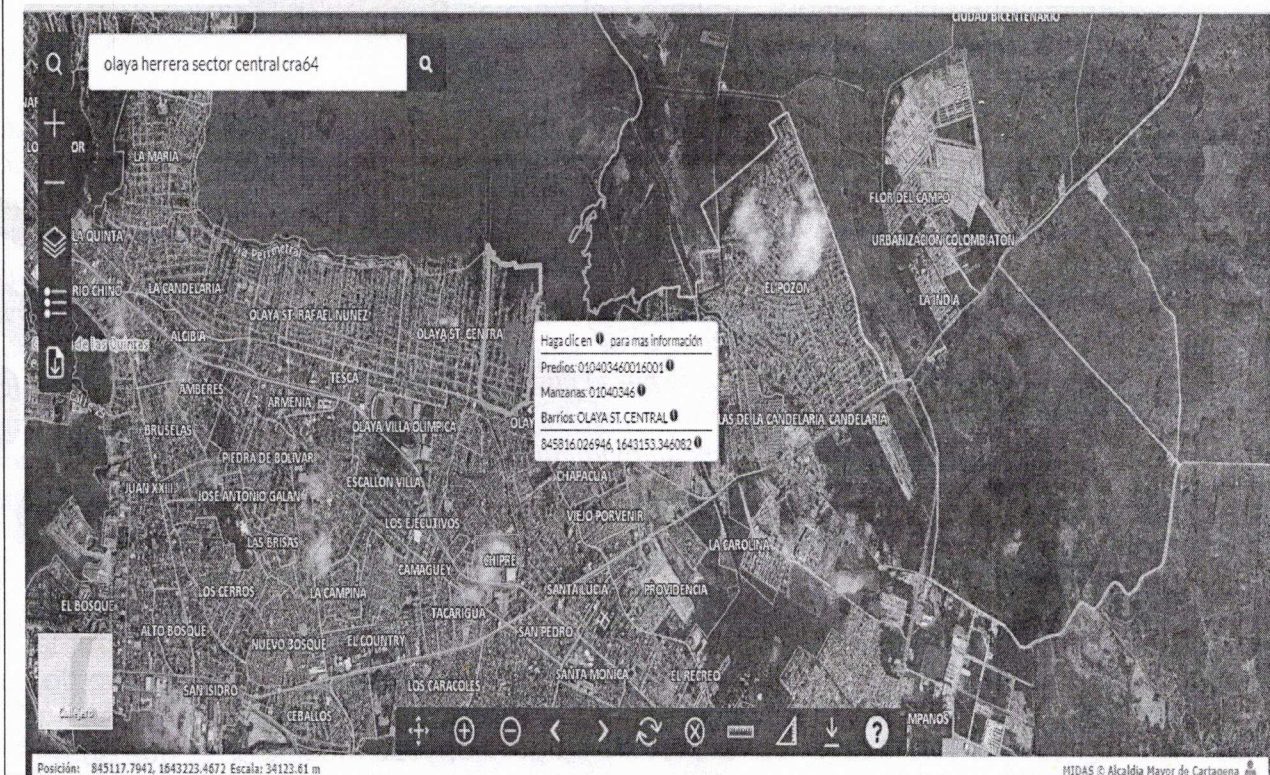 CIUDAD BICENTENARIO
olaya herrera sector central cra64
OR
LA MARIA
FLOR DEL CAMPO
LA QUINTA
URBANIZACION COLOMBIATON
Via Perimetral
RIO CHINO
LA CANDELARIA
EL POZON
LA INDIA
OLAYA ST. RAFAEL NUÑEZ
ALCIBIA
OLAYA ST. CENTRA
Haga clic en para mas información
Predios: 010403460016001
Manzanas: 01040346
Barrios: OLAYA ST. CENTRAL
845816.026946, 1643153.346082
TESCA
AMBERES
ARMENIA
OLAYA VILLA OLIMPICA
OLAY
LAS DE LA CANDELARIA CANDELARIA
BRUSELAS
PIEDRA DE BOLIVAR
JUAN XXIII
JOSE ANTONIO GALAN
ESCALLON VILLA
CHAPACUA
VIEJO PORVENIR
LOS EJECUTIVOS
LAS BRISAS
LA CAROLINA
CHIPRE
CAMAGUEY
LOS CERROS
LA CAMPIÑA
SANTA LUCIA
PROVIDENCIA
EL BOSQUE
TACARIGUA
ALTO BOSQUE
SAN PEDRO
NUEVO BOSQUE
EL COUNTRY
SANTA MONICA
EL RECREO
LOS CARACOLES
SAN ISIDRO
Callejero
CEBALLOS
MPANOS
Posición: 845117.7942, 1643223.4672 Escala: 34123.61 m
MIDAS © Alcaldia Mayor de Cartagena